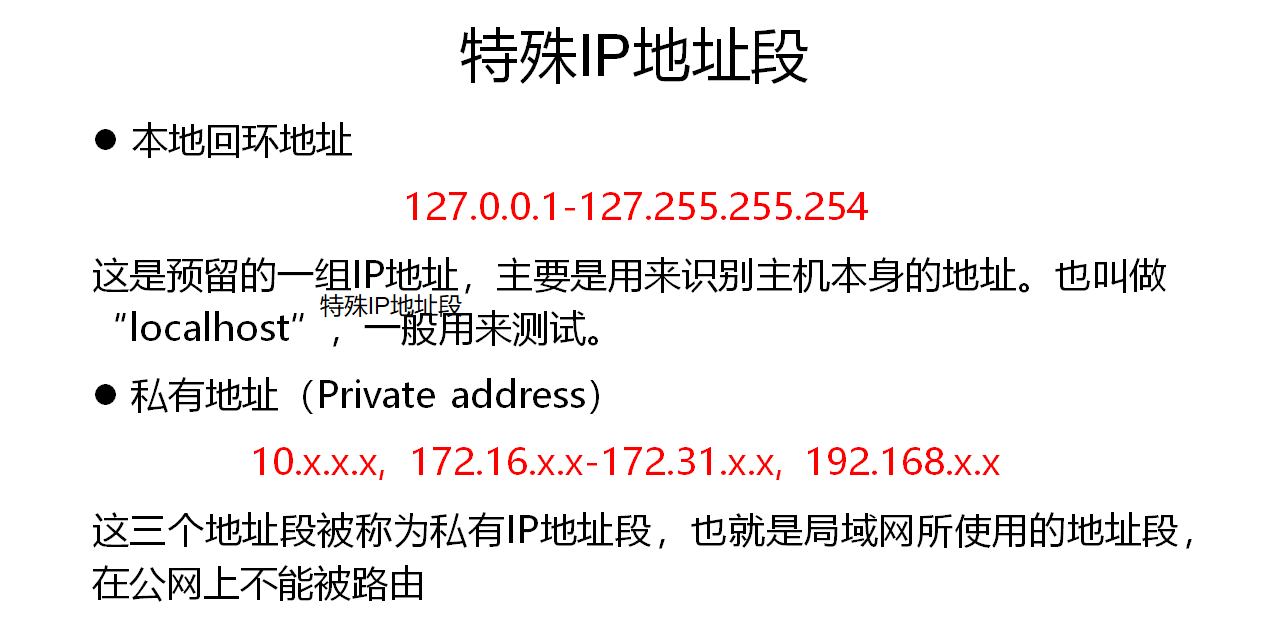 特殊IP地址段
● 本地回环地址
127.0.0.1-127.255.255.254
这是预留的一组IP地址，主要是用来识别主机本身的地址。也叫做
特殊IP地址段
“localhost”，一般用来测试。
● 私有地址（Private address）
10.x.x.x, 172.16.x.x-172.31.x.x, 192.168.x.x
这三个地址段被称为私有IP地址段，也就是局域网所使用的地址段，
在公网上不能被路由